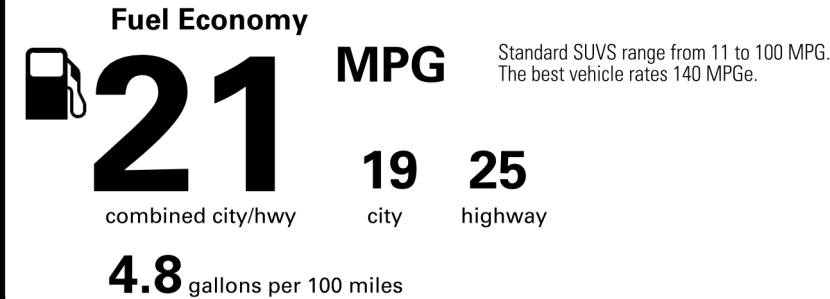 Fuel Economy
21
MPG
Standard SUVS range from 11 to 100 MPG.
The best vehicle rates 140 MPGe.
19 25
combined city/hwy city highway
4.8 gallons per 100 miles